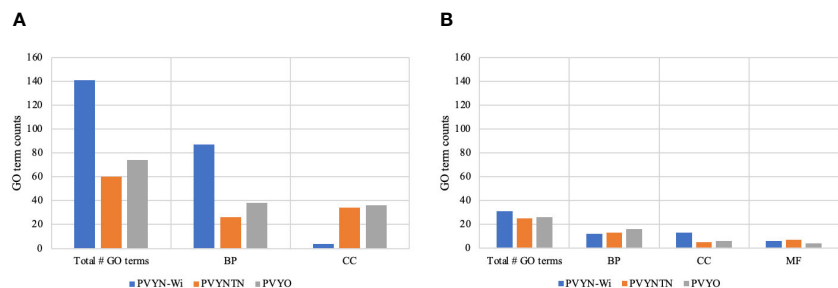 A
160
140
120
100
80
60
40
20
0
GO term counts
Total # GO terms BP CC
PVYN-Wi PVYNTN PVYO
B
160
140
120
100
80
60
40
20
0
GO term counts
Total # GO terms BP CC MF
PVYN-Wi PVYNTN PVYO